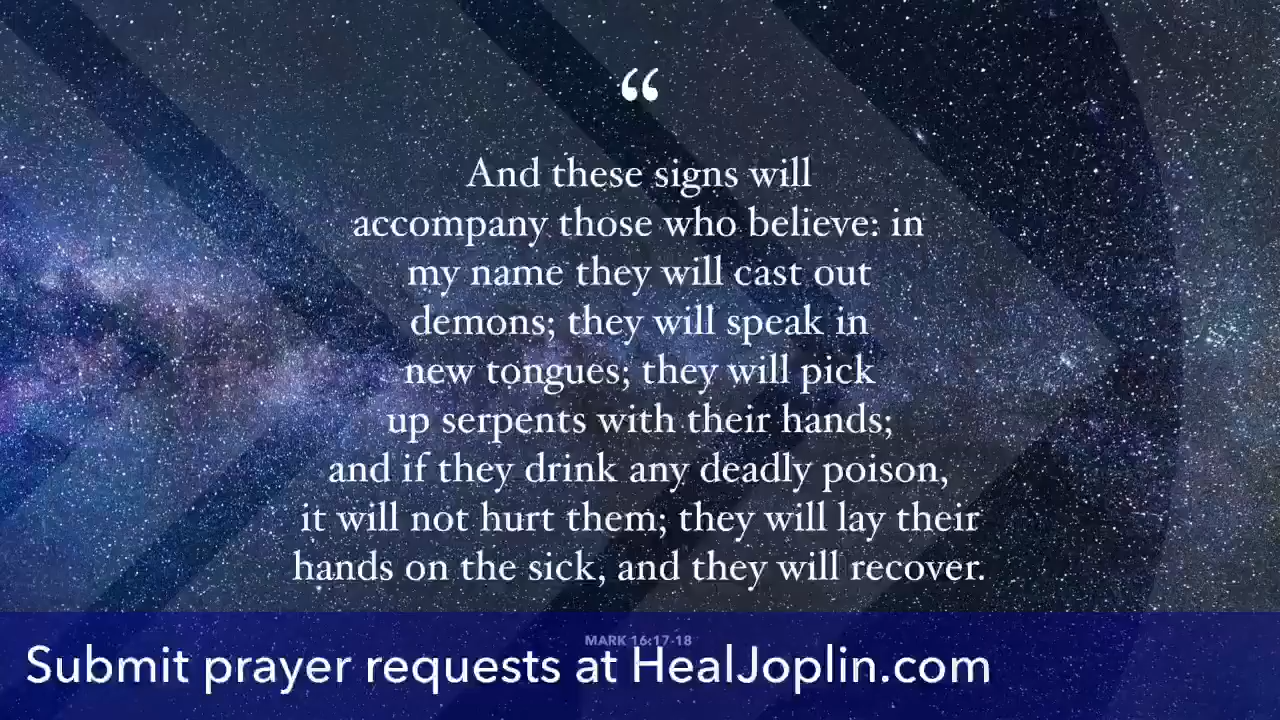 “
And these signs will
accompany those who believe: in
my name they will cast out
demons; they will speak in
new tongues; they will pick
up serpents with their hands;
and if they drink any deadly poison,
it will not hurt them; they will lay their
hands on the sick, and they will recover.
MARK 16:17-18
Submit prayer requests at HealJoplin.com